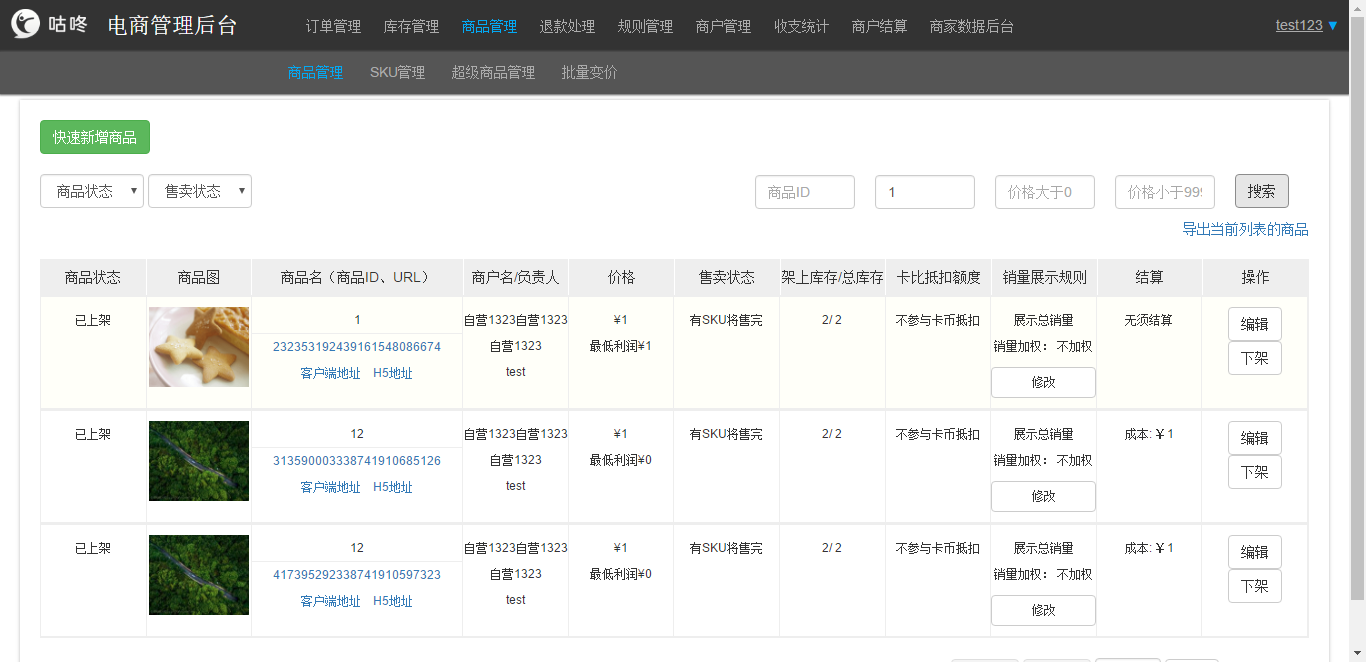 咕咚 电商管理后台 订单管理 库存管理 商品管理 退款处理 规则管理 商户管理 收支统计 商户结算 商家数据后台 test123 ▼
商品管理 SKU管理 超级商品管理 批量变价
快速新增商品
商品状态 ▼ 售卖状态 ▼ 商品ID 1 价格大于0 价格小于999 搜索
导出当前列表的商品
商品状态 商品图 商品名（商品ID、URL） 商户名/负责人 价格 售卖状态 架上库存/总库存 卡比抵扣额度 销量展示规则 结算 操作
已上架 1 自营1323自营1323 ¥1 有SKU将售完 2/ 2 不参与卡币抵扣 展示总销量 无须结算 编辑
232353192439161548086674 自营1323 最低利润¥1 销量加权： 不加权
客户端地址 H5地址 test 修改 下架
已上架 12 自营1323自营1323 ¥1 有SKU将售完 2/ 2 不参与卡币抵扣 展示总销量 成本: ¥ 1 编辑
313590003338741910685126 自营1323 最低利润¥0 销量加权： 不加权
客户端地址 H5地址 test 修改 下架
已上架 12 自营1323自营1323 ¥1 有SKU将售完 2/ 2 不参与卡币抵扣 展示总销量 成本: ¥ 1 编辑
417395292338741910597323 自营1323 最低利润¥0 销量加权： 不加权
客户端地址 H5地址 test 修改 下架